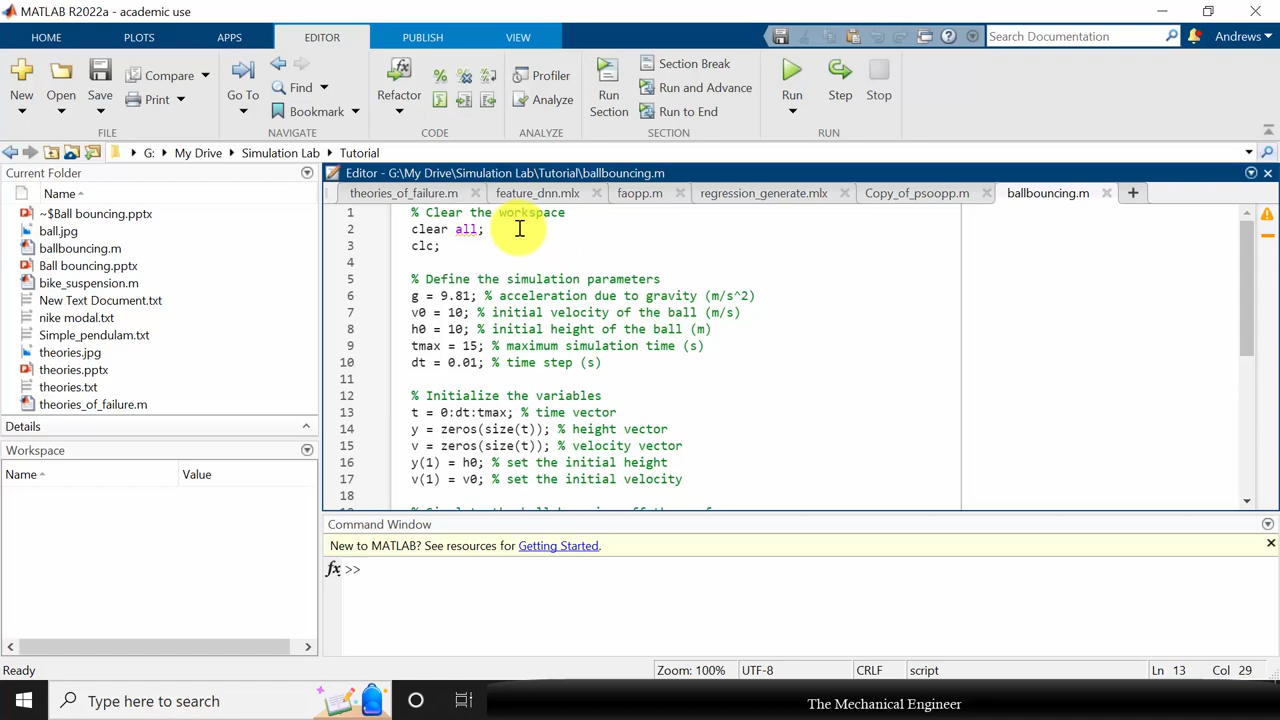 MATLAB R2022a - academic use
HOME PLOTS APPS EDITOR PUBLISH VIEW Search Documentation Andrews
New Open Save Compare Print Go To Find Bookmark Refactor Profiler Analyze Run Section Section Break Run and Advance Run to End Run Step Stop
FILE NAVIGATE CODE ANALYZE SECTION RUN
G: My Drive Simulation Lab Tutorial
Current Folder
Name
~$Ball bouncing.pptx
ball.jpg
ballbouncing.m
Ball bouncing.pptx
bike_suspension.m
New Text Document.txt
nike modal.txt
Simple_pendulam.txt
theories.jpg
theories.pptx
theories.txt
theories_of_failure.m
Details
Workspace
Name Value
Editor - G:\My Drive\Simulation Lab\Tutorial\ballbouncing.m
theories_of_failure.m feature_dnn.mlx faopp.m regression_generate.mlx Copy_of_psoopp.m ballbouncing.m
1 % Clear the workspace
2 clear all;
3 clc;
4
5 % Define the simulation parameters
6 g = 9.81; % acceleration due to gravity (m/s^2)
7 v0 = 10; % initial velocity of the ball (m/s)
8 h0 = 10; % initial height of the ball (m)
9 tmax = 15; % maximum simulation time (s)
10 dt = 0.01; % time step (s)
11
12 % Initialize the variables
13 t = 0:dt:tmax; % time vector
14 y = zeros(size(t)); % height vector
15 v = zeros(size(t)); % velocity vector
16 y(1) = h0; % set the initial height
17 v(1) = v0; % set the initial velocity
18
Command Window
New to MATLAB? See resources for Getting Started.
fx >>
Ready
Zoom: 100% UTF-8 CRLF script Ln 13 Col 29
Type here to search
The Mechanical Engineer